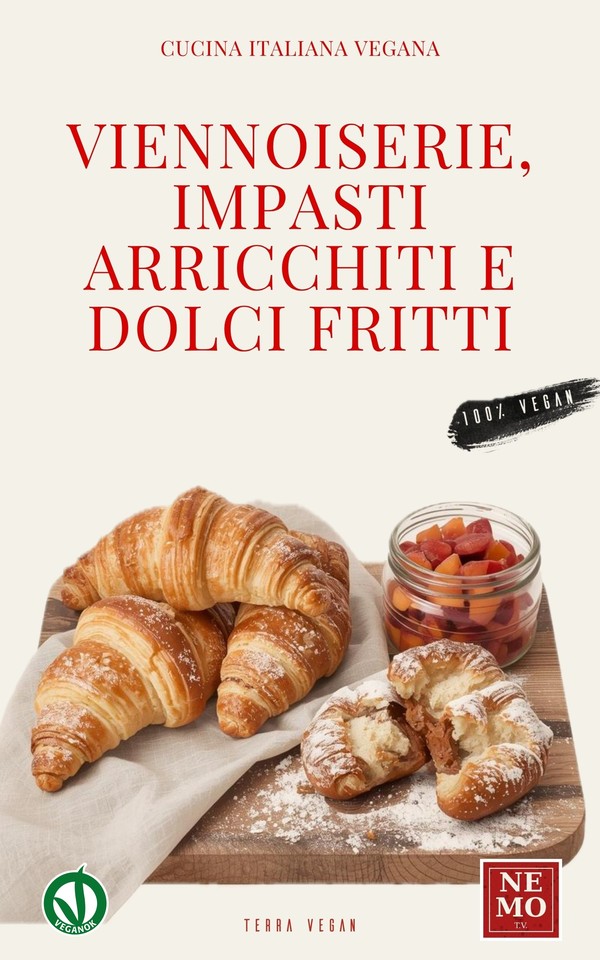 CUCINA ITALIANA VEGANA
VIENNOISERIE,
IMPASTI
ARRICCHITI E
DOLCI FRITTI
100% VEGAN
VEGANOK
TERRA VEGAN
NE
MO
T.V.